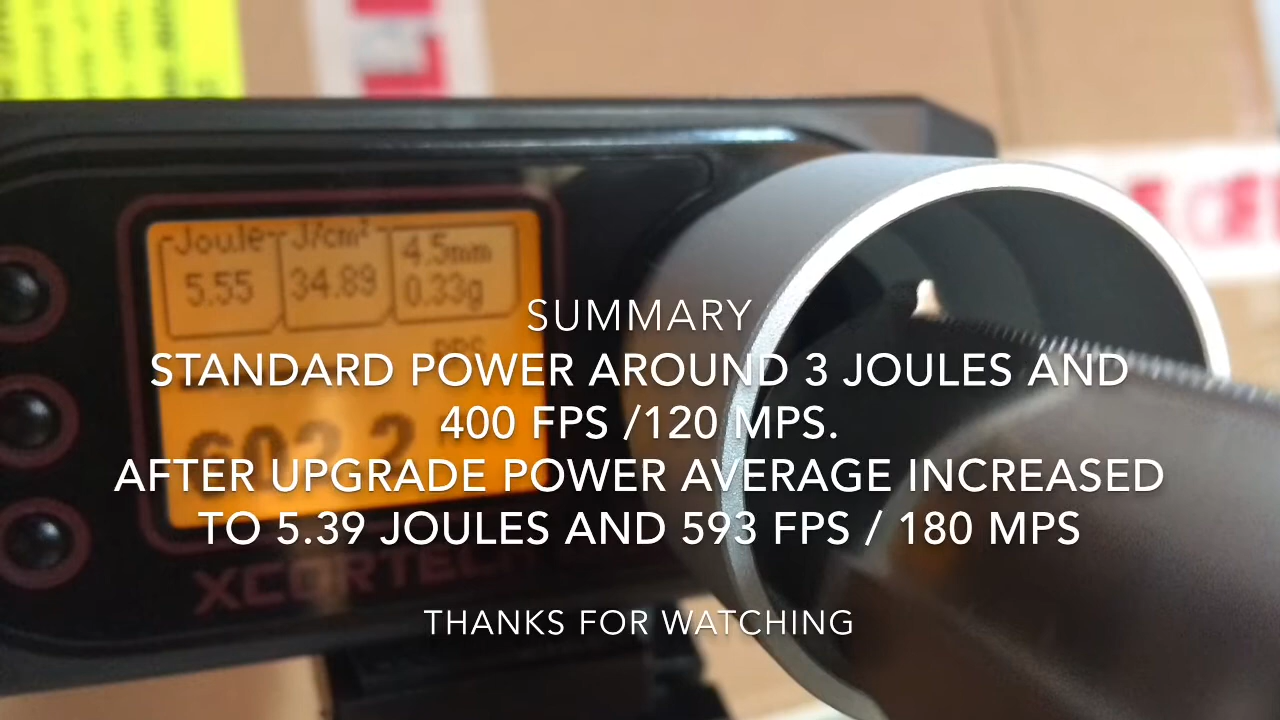 Joule J/cm² 4.5mm
5.55 34.89 0.33g
SUMMARY
STANDARD POWER AROUND 3 JOULES AND
400 FPS /120 MPS.
AFTER UPGRADE POWER AVERAGE INCREASED
TO 5.39 JOULES AND 593 FPS / 180 MPS
XCORTECH
THANKS FOR WATCHING